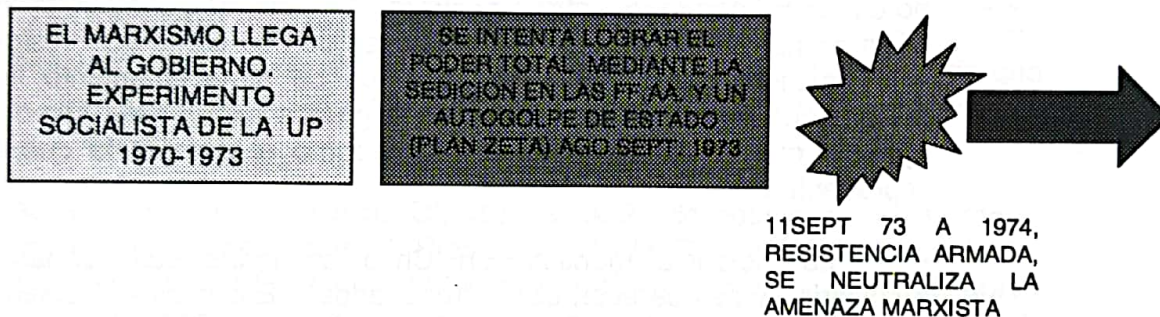 EL MARXISMO LLEGA
AL GOBIERNO.
EXPERIMENTO
SOCIALISTA DE LA UP
1970-1973
SE INTENTA LOGRAR EL
PODER TOTAL MEDIANTE LA
SEDICION EN LAS FF.AA. Y UN
AUTOGOLPE DE ESTADO
(PLAN ZETA) AGO SEPT. 1973
11SEPT 73 A 1974,
RESISTENCIA ARMADA,
SE NEUTRALIZA LA
AMENAZA MARXISTA